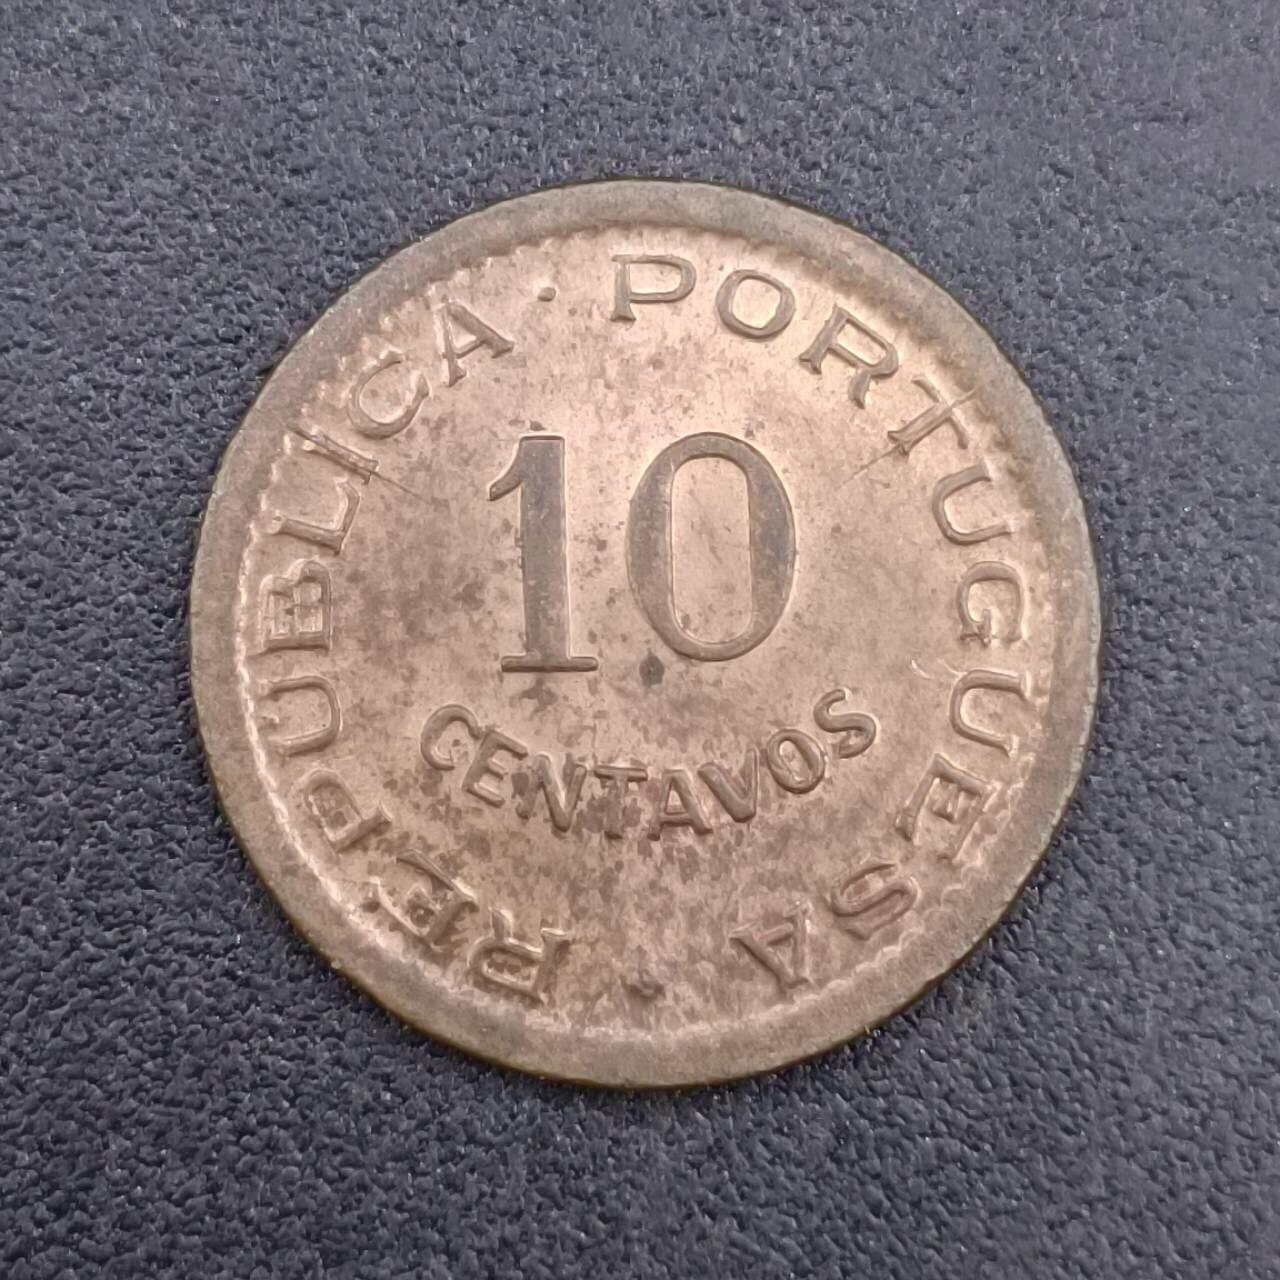 REPUBLICA · PORTUGUESA ·
10
CENTAVOS